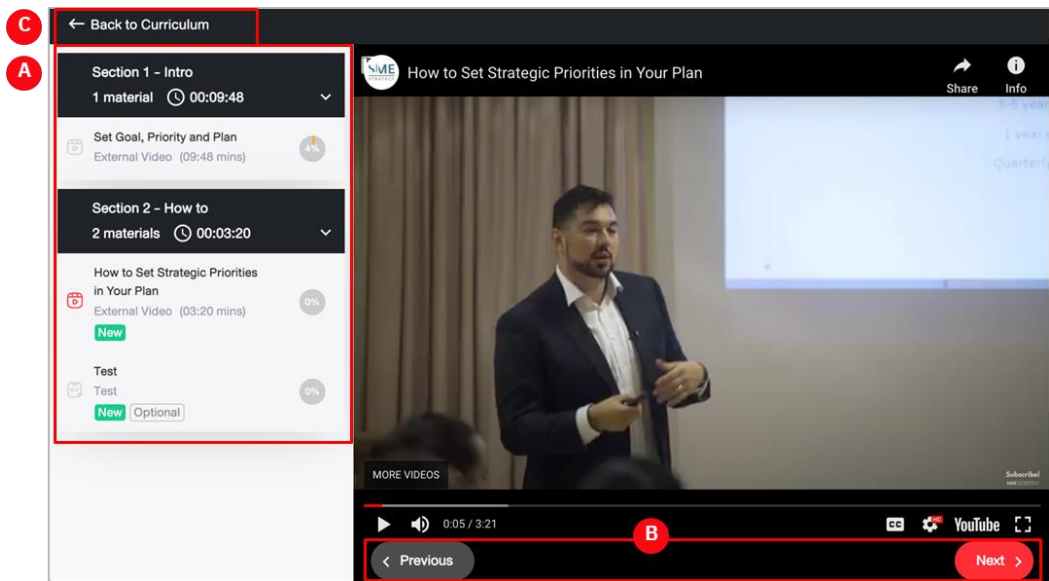 C
← Back to Curriculum
A
Section 1 - Intro
1 material 00:09:48
Set Goal, Priority and Plan
External Video (09:48 mins)
4%
Section 2 - How to
2 materials 00:03:20
How to Set Strategic Priorities
in Your Plan
External Video (03:20 mins)
0%
New
Test
Test
0%
New Optional
SME
STRATEGY
How to Set Strategic Priorities in Your Plan
Share
Info
3-5 year
1 year
Quarterl
MORE VIDEOS
Subscribe!
0:05 / 3:21
CC
HD
YouTube
B
Previous
Next